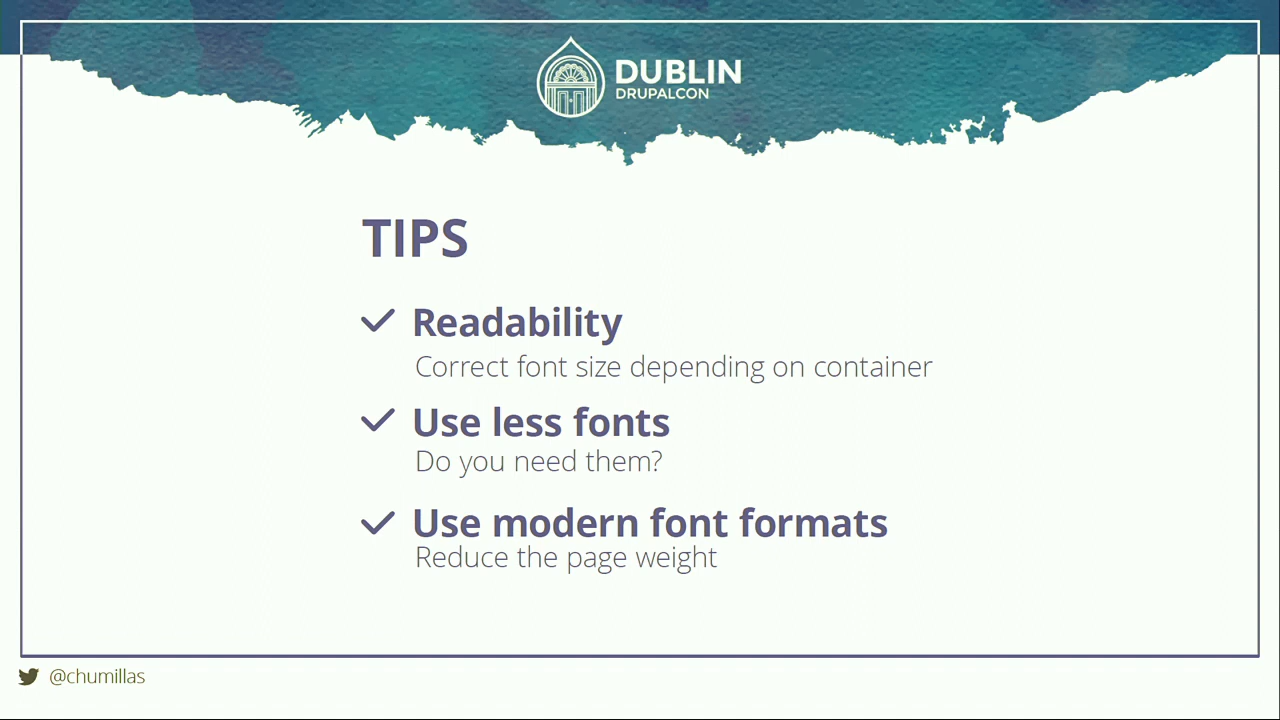 DUBLIN
DRUPALCON
TIPS
Readability
Correct font size depending on container
Use less fonts
Do you need them?
Use modern font formats
Reduce the page weight
@chumillas